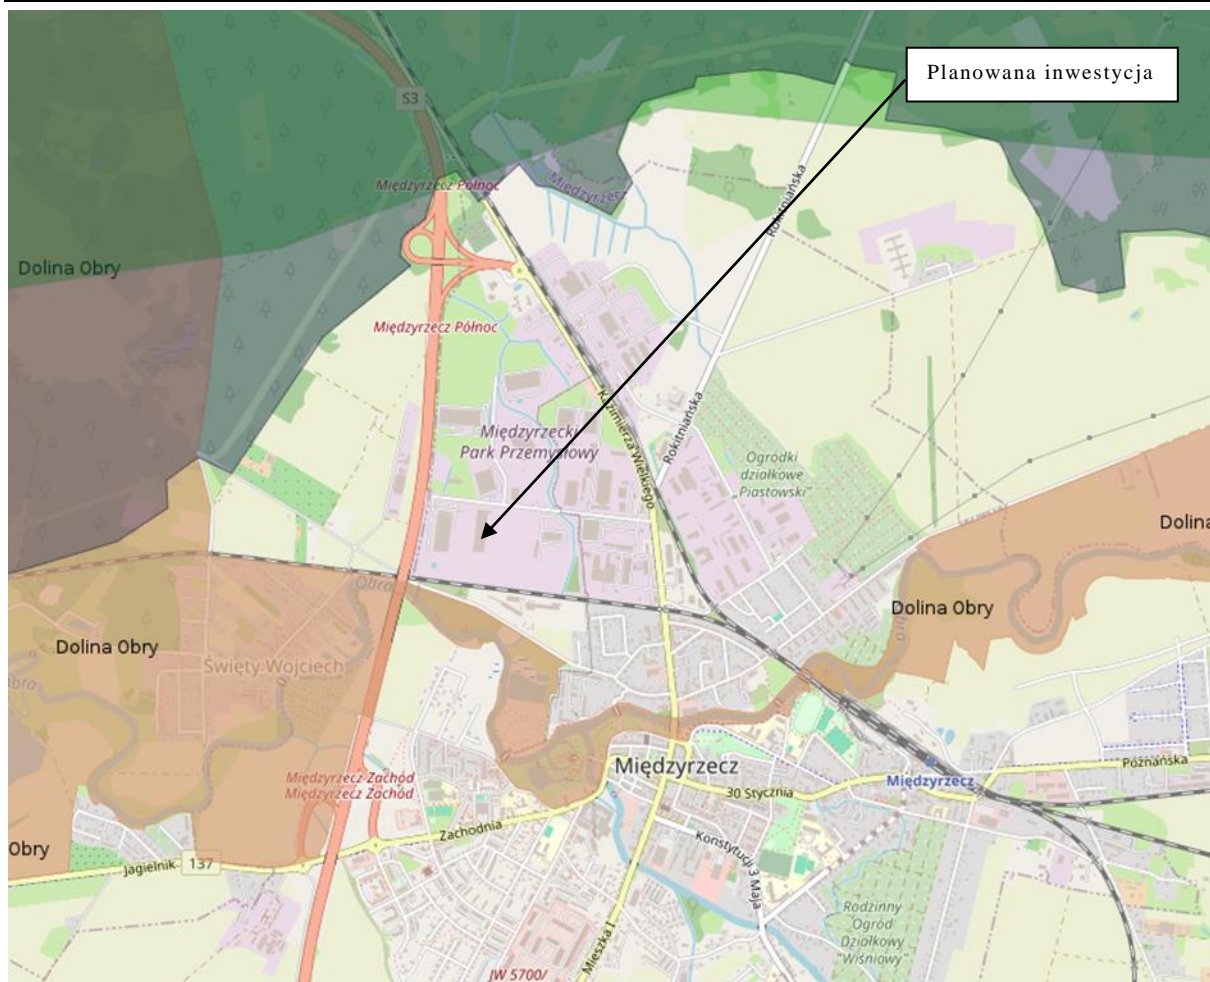 Planowana inwestycja
S3
Międzyrzecz Północ
Międzyrzecz
Rokitniańska
Dolina Obry
Międzyrzecz Północ
Kazimierza Wielkiego
Rokitniańska
Międzyrzecki
Park Przemysłowy
Ogródki
działkowe
„Piastowski”
Dolina
Obra
Dolina Obry
Obra
Dolina Obry
Święty Wojciech
Obra
Międzyrzecz
Międzyrzecz
Poznańska
Międzyrzecz Zachód
Międzyrzecz Zachód
30 Stycznia
Zachodnia
Konstytucji 3 Maja
Obry
Jagielnik
137
Rodzinny
Ogród
Działkowy
"Wiśniowy"
Mieszka I
JW 5700/